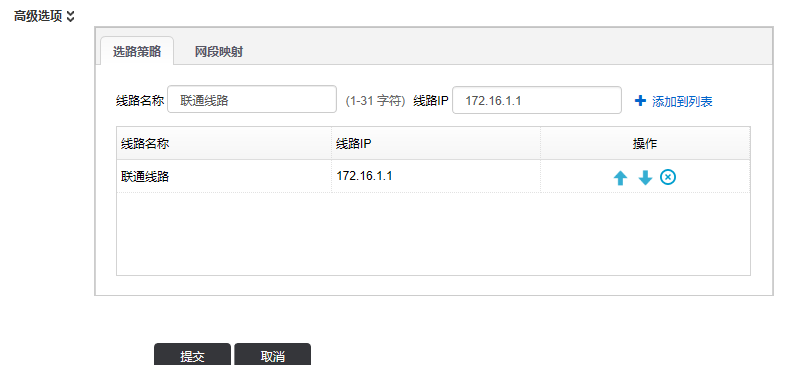 高级选项
选路策略 网段映射
线路名称 联通线路 (1-31 字符) 线路IP 172.16.1.1 添加到列表
线路名称 线路IP 操作
联通线路 172.16.1.1
提交 取消